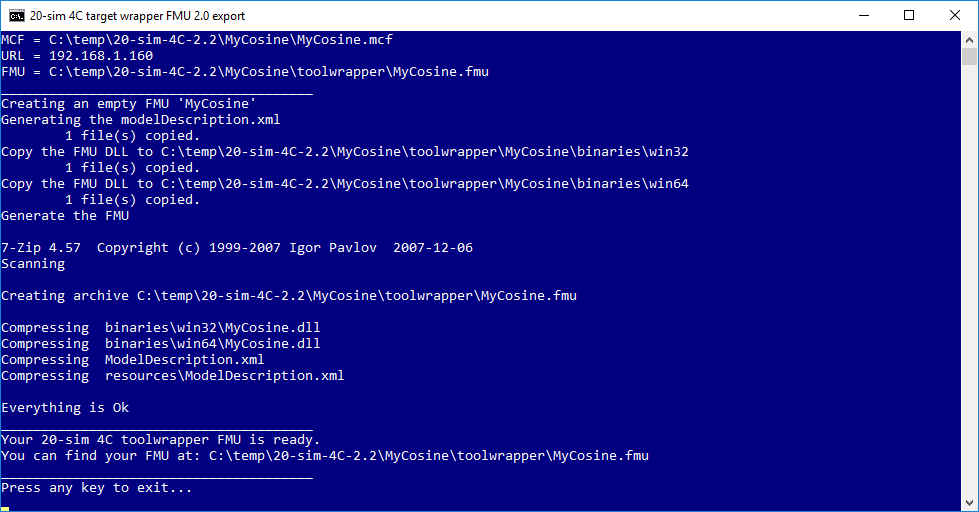 20-sim 4C target wrapper FMU 2.0 export
MCF = C:\temp\20-sim-4C-2.2\MyCosine\MyCosine.mcf
URL = 192.168.1.160
FMU = C:\temp\20-sim-4C-2.2\MyCosine\toolwrapper\MyCosine.fmu
_______________________________________
Creating an empty FMU 'MyCosine'
Generating the modelDescription.xml
        1 file(s) copied.
Copy the FMU DLL to C:\temp\20-sim-4C-2.2\MyCosine\toolwrapper\MyCosine\binaries\win32
        1 file(s) copied.
Copy the FMU DLL to C:\temp\20-sim-4C-2.2\MyCosine\toolwrapper\MyCosine\binaries\win64
        1 file(s) copied.
Generate the FMU
7-Zip 4.57  Copyright (c) 1999-2007 Igor Pavlov  2007-12-06
Scanning
Creating archive C:\temp\20-sim-4C-2.2\MyCosine\toolwrapper\MyCosine.fmu
Compressing  binaries\win32\MyCosine.dll
Compressing  binaries\win64\MyCosine.dll
Compressing  ModelDescription.xml
Compressing  resources\ModelDescription.xml
Everything is Ok
_______________________________________
Your 20-sim 4C toolwrapper FMU is ready.
You can find your FMU at: C:\temp\20-sim-4C-2.2\MyCosine\toolwrapper\MyCosine.fmu
_______________________________________
Press any key to exit...